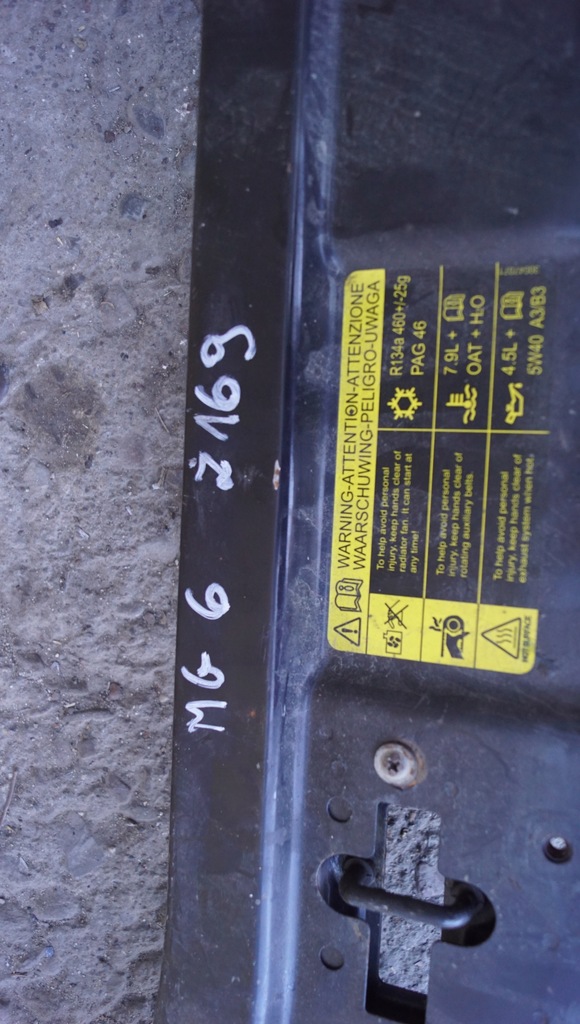 MG 6 Ż169
WARNING-ATTENTION-ATTENZIONE
WAARSCHUWING-PELIGRO-UWAGA
To help avoid personal
injury, keep hands clear of
radiator fan. It can start at
any time!
R134a 460+/-25g
PAG 46
To help avoid personal
injury, keep hands clear of
rotating auxiliary belts.
7.9L +
OAT + H₂O
HOT SURFACE
To help avoid personal
injury, keep hands clear of
exhaust system when hot.
4.5L +
5W40 A3/B3